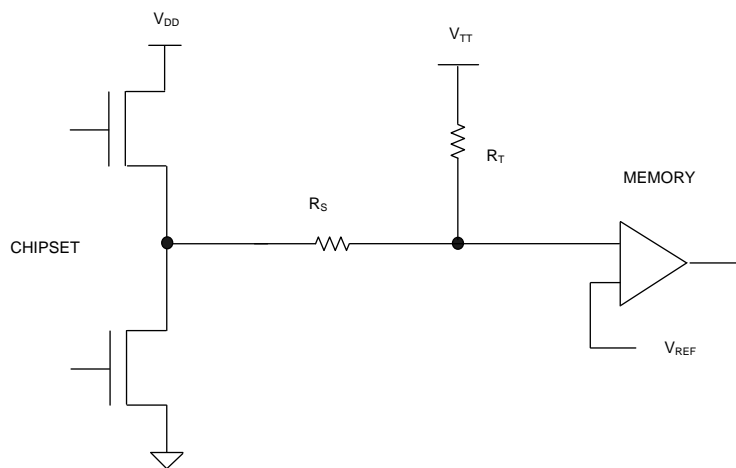 VDD
VTT
RT
MEMORY
RS
CHIPSET
VREF